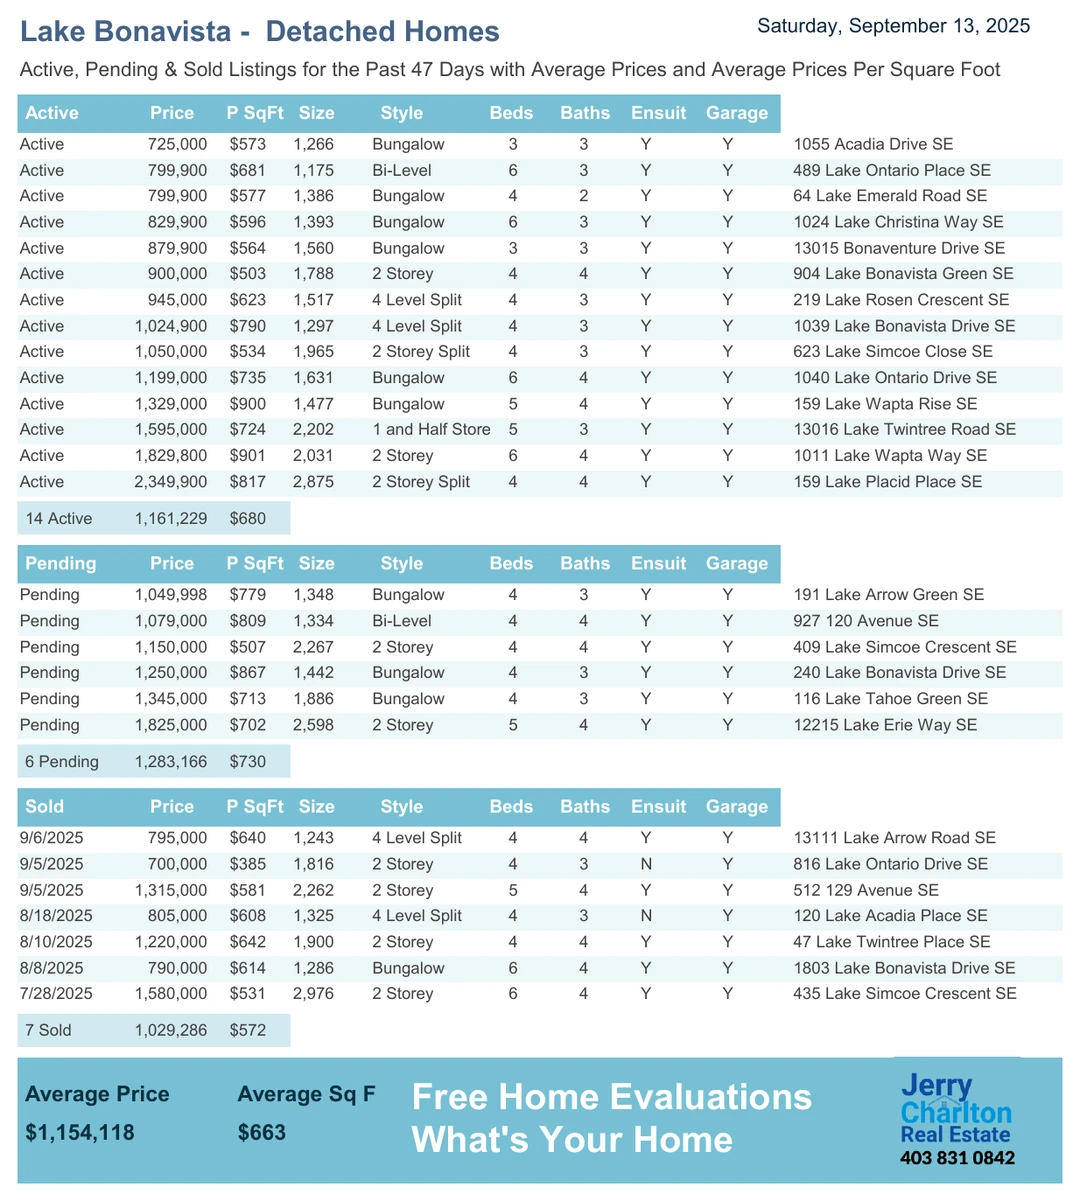 Lake Bonavista - Detached Homes
Saturday, September 13, 2025
Active, Pending & Sold Listings for the Past 47 Days with Average Prices and Average Prices Per Square Foot
Active Price P SqFt Size Style Beds Baths Ensuit Garage
Active 725,000 $573 1,266 Bungalow 3 3 Y Y 1055 Acadia Drive SE
Active 799,900 $681 1,175 Bi-Level 6 3 Y Y 489 Lake Ontario Place SE
Active 799,900 $577 1,386 Bungalow 4 2 Y Y 64 Lake Emerald Road SE
Active 829,900 $596 1,393 Bungalow 6 3 Y Y 1024 Lake Christina Way SE
Active 879,900 $564 1,560 Bungalow 3 3 Y Y 13015 Bonaventure Drive SE
Active 900,000 $503 1,788 2 Storey 4 4 Y Y 904 Lake Bonavista Green SE
Active 945,000 $623 1,517 4 Level Split 4 3 Y Y 219 Lake Rosen Crescent SE
Active 1,024,900 $790 1,297 4 Level Split 4 3 Y Y 1039 Lake Bonavista Drive SE
Active 1,050,000 $534 1,965 2 Storey Split 4 3 Y Y 623 Lake Simcoe Close SE
Active 1,199,000 $735 1,631 Bungalow 6 4 Y Y 1040 Lake Ontario Drive SE
Active 1,329,000 $900 1,477 Bungalow 5 4 Y Y 159 Lake Wapta Rise SE
Active 1,595,000 $724 2,202 1 and Half Store 5 3 Y Y 13016 Lake Twintree Road SE
Active 1,829,800 $901 2,031 2 Storey 6 4 Y Y 1011 Lake Wapta Way SE
Active 2,349,900 $817 2,875 2 Storey Split 4 4 Y Y 159 Lake Placid Place SE
14 Active 1,161,229 $680
Pending Price P SqFt Size Style Beds Baths Ensuit Garage
Pending 1,049,998 $779 1,348 Bungalow 4 3 Y Y 191 Lake Arrow Green SE
Pending 1,079,000 $809 1,334 Bi-Level 4 4 Y Y 927 120 Avenue SE
Pending 1,150,000 $507 2,267 2 Storey 4 4 Y Y 409 Lake Simcoe Crescent SE
Pending 1,250,000 $867 1,442 Bungalow 4 3 Y Y 240 Lake Bonavista Drive SE
Pending 1,345,000 $713 1,886 Bungalow 4 3 Y Y 116 Lake Tahoe Green SE
Pending 1,825,000 $702 2,598 2 Storey 5 4 Y Y 12215 Lake Erie Way SE
6 Pending 1,283,166 $730
Sold Price P SqFt Size Style Beds Baths Ensuit Garage
9/6/2025 795,000 $640 1,243 4 Level Split 4 4 Y Y 13111 Lake Arrow Road SE
9/5/2025 700,000 $385 1,816 2 Storey 4 3 N Y 816 Lake Ontario Drive SE
9/5/2025 1,315,000 $581 2,262 2 Storey 5 4 Y Y 512 129 Avenue SE
8/18/2025 805,000 $608 1,325 4 Level Split 4 3 N Y 120 Lake Acadia Place SE
8/10/2025 1,220,000 $642 1,900 2 Storey 4 4 Y Y 47 Lake Twintree Place SE
8/8/2025 790,000 $614 1,286 Bungalow 6 4 Y Y 1803 Lake Bonavista Drive SE
7/28/2025 1,580,000 $531 2,976 2 Storey 6 4 Y Y 435 Lake Simcoe Crescent SE
7 Sold 1,029,286 $572
Average Price Average Sq F
$1,154,118 $663
Free Home Evaluations
What's Your Home
Jerry
Charlton
Real Estate
403 831 0842